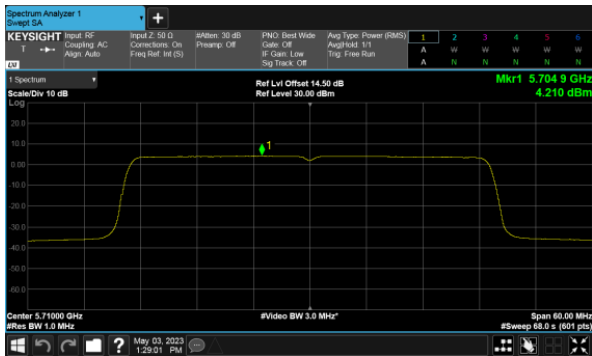 Spectrum Analyzer 1
Swept SA
+
KEYSIGHT
T
LXI
Input: RF
Coupling: AC
Align: Auto
Input Z: 50 Ω
Corrections: On
Freq Ref: Int (S)
#Atten: 30 dB
Preamp: Off
PNO: Best Wide
Gate: Off
IF Gain: Low
Sig Track: Off
Avg Type: Power (RMS)
Avg|Hold: 1/1
Trig: Free Run
1 2 3 4 5 6
A W W W W W
A N N N N N
1 Spectrum
Scale/Div 10 dB
Log
Ref Lvl Offset 14.50 dB
Ref Level 30.00 dBm
Mkr1 5.704 9 GHz
4.210 dBm
20.0
10.0
1
0.00
-10.0
-20.0
-30.0
-40.0
-50.0
-60.0
Center 5.71000 GHz
#Res BW 1.0 MHz
#Video BW 3.0 MHz*
Span 60.00 MHz
#Sweep 68.0 s (601 pts)
?
May 03, 2023
1:29:01 PM